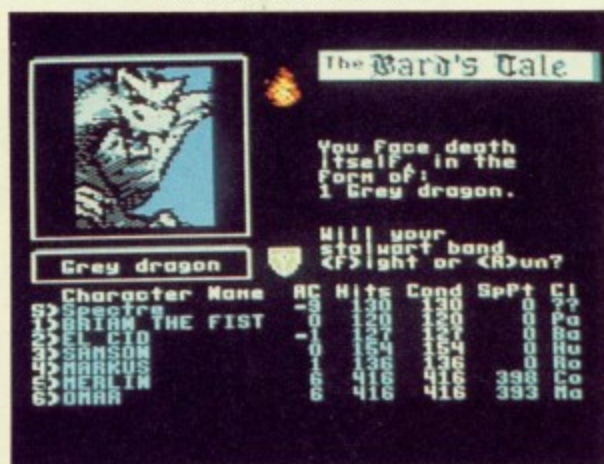 The Bard's Tale
You face death
itself, in the
form of:
1 Grey dragon.
Will your
stalwart band
<F>ight or <R>un?
Grey dragon
Character Name AC Hits Cond SpPt Cl
S>Spectre -9 130 130 0 ??
1>BRIAN THE FIST 0 120 120 0 Pa
2>EL CID -1 157 157 0 Ba
3>SAMSON 0 154 154 0 Hu
4>MARKUS 1 136 136 0 Ro
5>MERLIN 6 416 416 398 Co
6>OMAR 6 416 416 393 Ma